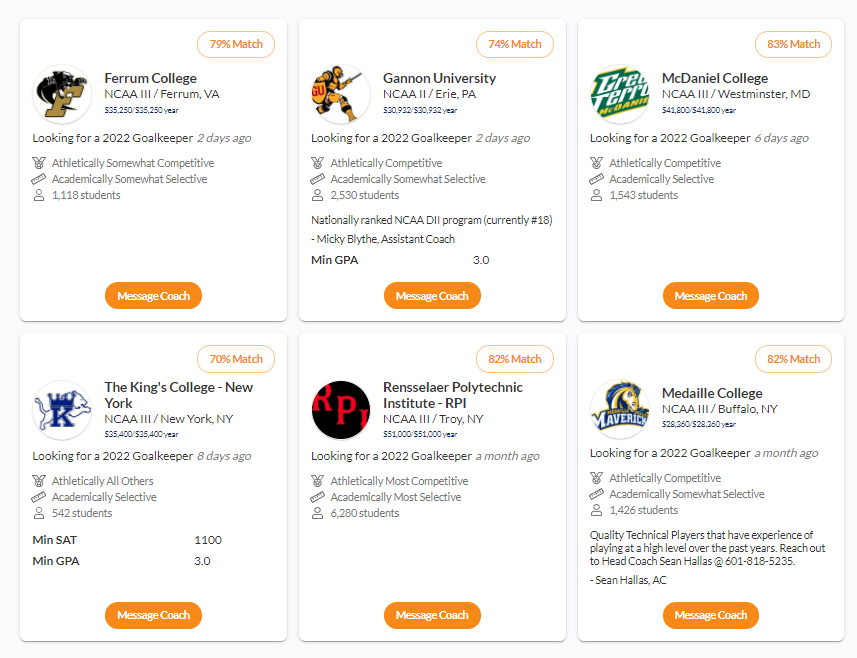 79% Match
Ferrum College
NCAA III / Ferrum, VA
$35,250/$35,250 year
Looking for a 2022 Goalkeeper 2 days ago
Athletically Somewhat Competitive
Academically Somewhat Selective
1,118 students
Message Coach
74% Match
GU
Gannon University
NCAA II / Erie, PA
$30,932/$30,932 year
Looking for a 2022 Goalkeeper 2 days ago
Athletically Competitive
Academically Somewhat Selective
2,530 students
Nationally ranked NCAA DII program (currently #18)
- Micky Blythe, Assistant Coach
Min GPA 3.0
Message Coach
83% Match
Green
Terror
McDANIEL
McDaniel College
NCAA III / Westminster, MD
$41,800/$41,800 year
Looking for a 2022 Goalkeeper 6 days ago
Athletically Competitive
Academically Selective
1,543 students
Message Coach
70% Match
K
The King's College - New
York
NCAA III / New York, NY
$35,400/$35,400 year
Looking for a 2022 Goalkeeper 8 days ago
Athletically All Others
Academically Selective
542 students
Min SAT 1100
Min GPA 3.0
Message Coach
82% Match
RPI
Rensselaer Polytechnic
Institute - RPI
NCAA III / Troy, NY
$51,000/$51,000 year
Looking for a 2022 Goalkeeper a month ago
Athletically Most Competitive
Academically Most Selective
6,280 students
Message Coach
82% Match
MAVERICKS
Medaille College
NCAA III / Buffalo, NY
$28,360/$28,360 year
Looking for a 2022 Goalkeeper a month ago
Athletically Competitive
Academically Somewhat Selective
1,426 students
Quality Technical Players that have experience of
playing at a high level over the past years. Reach out
to Head Coach Sean Hallas @ 601-818-5235.
- Sean Hallas, AC
Message Coach